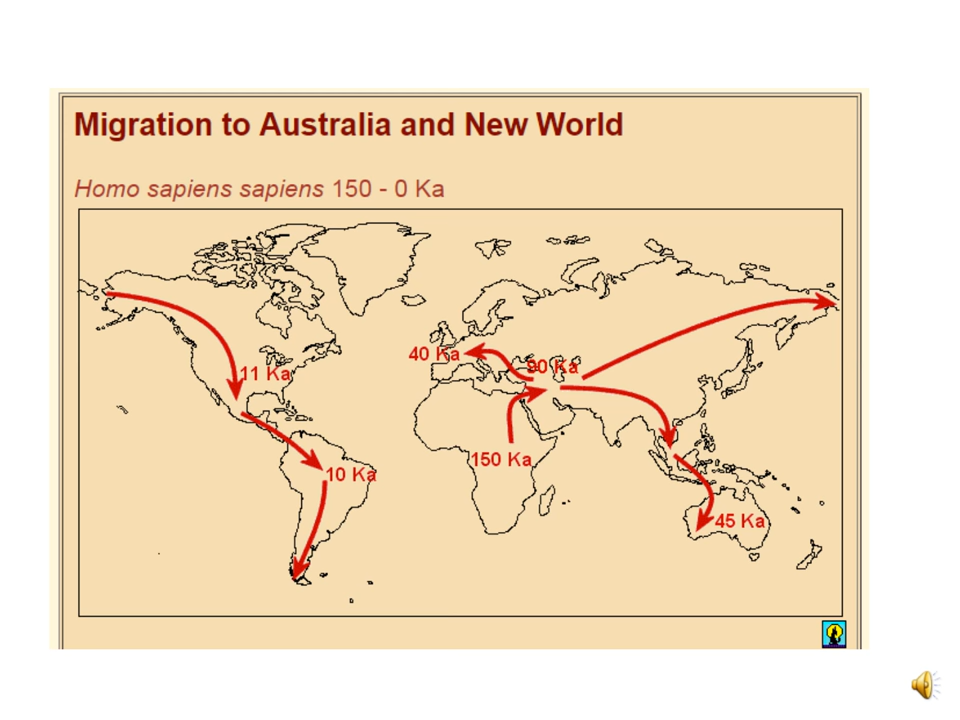 Migration to Australia and New World
Homo sapiens sapiens 150 - 0 Ka
40 Ka
90 Ka
11 Ka
150 Ka
10 Ka
45 Ka